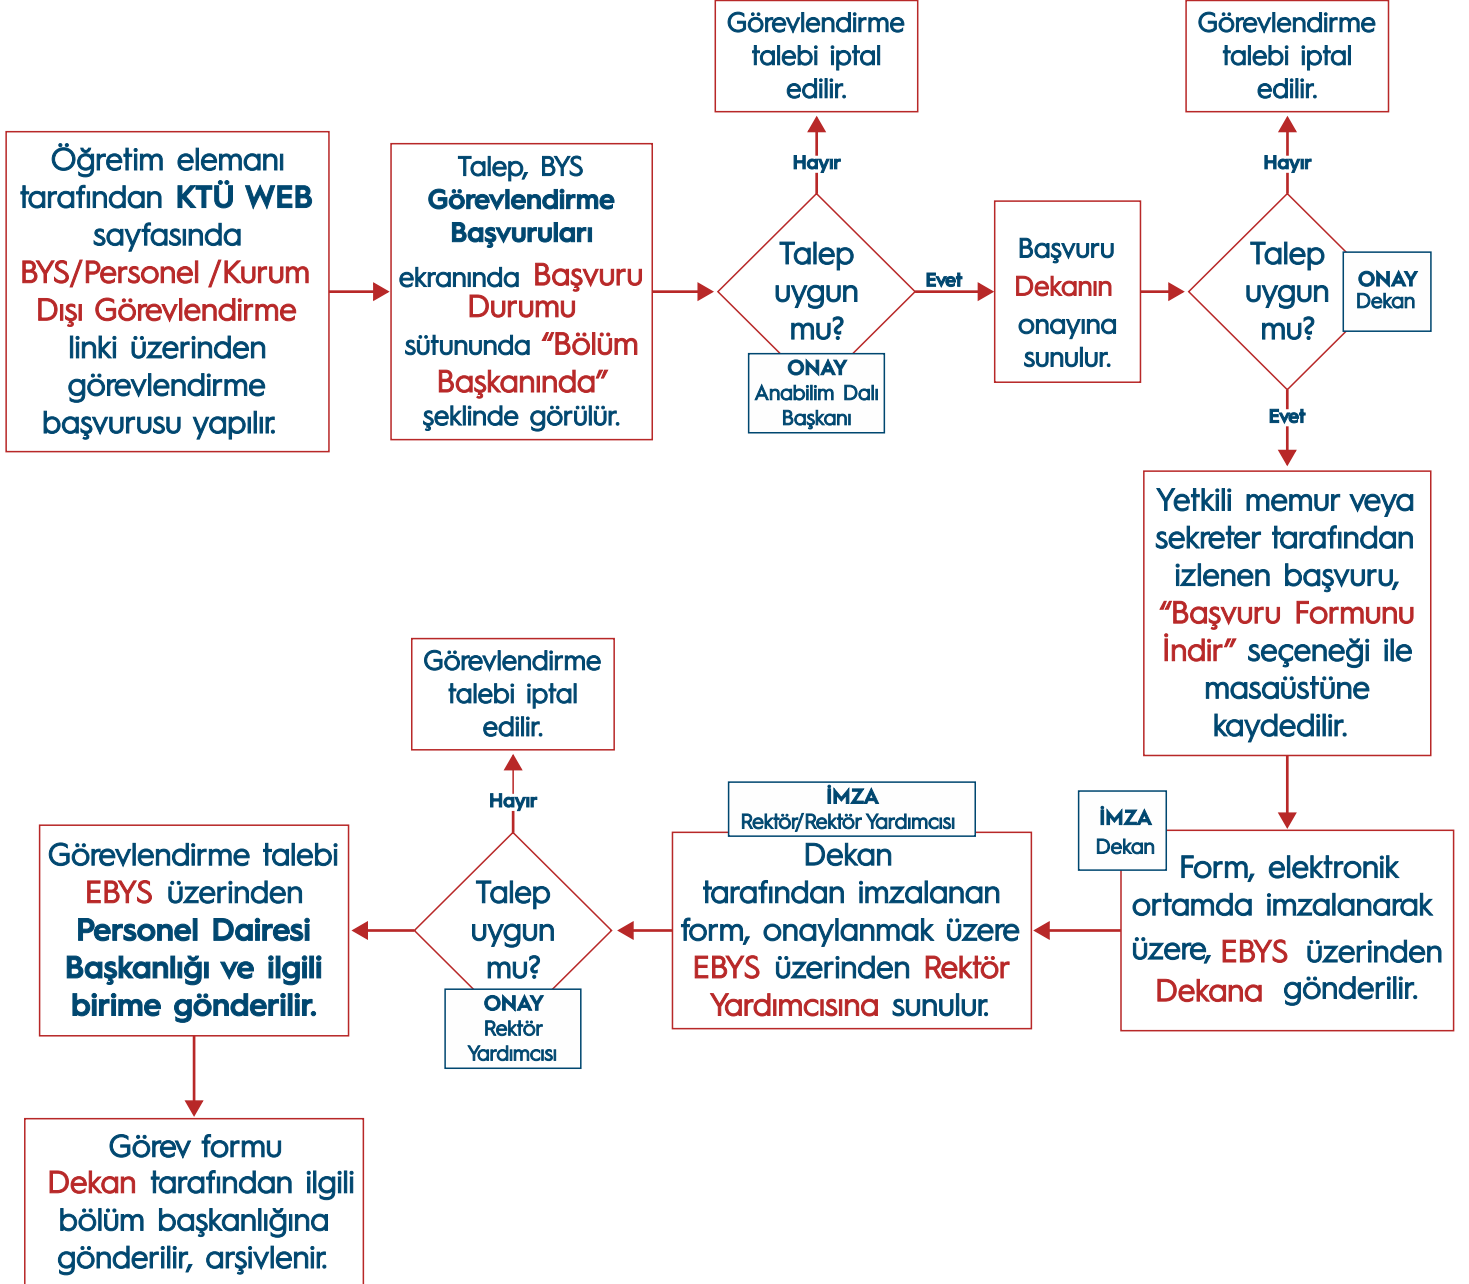 Öğretim elemanı
tarafından KTÜ WEB
sayfasında
BYS/Personel /Kurum
Dışı Görevlendirme
linki üzerinden
görevlendirme
başvurusu yapılır.
Talep, BYS
Görevlendirme
Başvuruları
ekranında Başvuru
Durumu
sütununda “Bölüm
Başkanında”
şeklinde görülür.
Görevlendirme
talebi iptal
edilir.
Hayır
Talep
uygun
mu?
ONAY
Anabilim Dalı
Başkanı
Evet
Başvuru
Dekanın
onayına
sunulur.
Görevlendirme
talebi iptal
edilir.
Hayır
Talep
uygun
mu?
ONAY
Dekan
Evet
Yetkili memur veya
sekreter tarafından
izlenen başvuru,
“Başvuru Formunu
İndir” seçeneği ile
masaüstüne
kaydedilir.
İMZA
Dekan
Form, elektronik
ortamda imzalanarak
üzere, EBYS üzerinden
Dekana gönderilir.
İMZA
Rektör/Rektör Yardımcısı
Dekan
tarafından imzalanan
form, onaylanmak üzere
EBYS üzerinden Rektör
Yardımcısına sunulur.
Görevlendirme
talebi iptal
edilir.
Hayır
Talep
uygun
mu?
ONAY
Rektör
Yardımcısı
Görevlendirme talebi
EBYS üzerinden
Personel Dairesi
Başkanlığı ve ilgili
birime gönderilir.
Görev formu
Dekan tarafından ilgili
bölüm başkanlığına
gönderilir, arşivlenir.